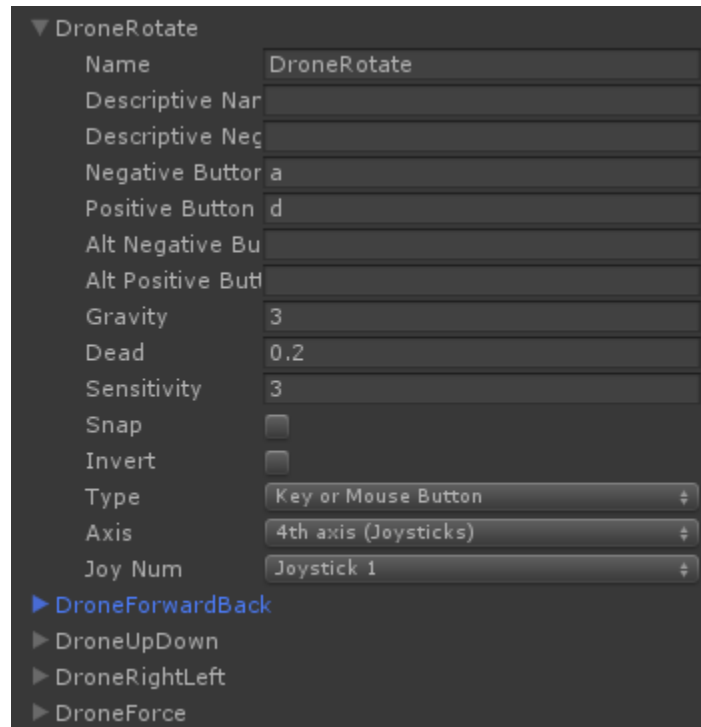 DroneRotate
Name DroneRotate
Descriptive Nar
Descriptive Neg
Negative Button a
Positive Button d
Alt Negative Bu
Alt Positive Butt
Gravity 3
Dead 0.2
Sensitivity 3
Snap
Invert
Type Key or Mouse Button
Axis 4th axis (Joysticks)
Joy Num Joystick 1
DroneForwardBack
DroneUpDown
DroneRightLeft
DroneForce